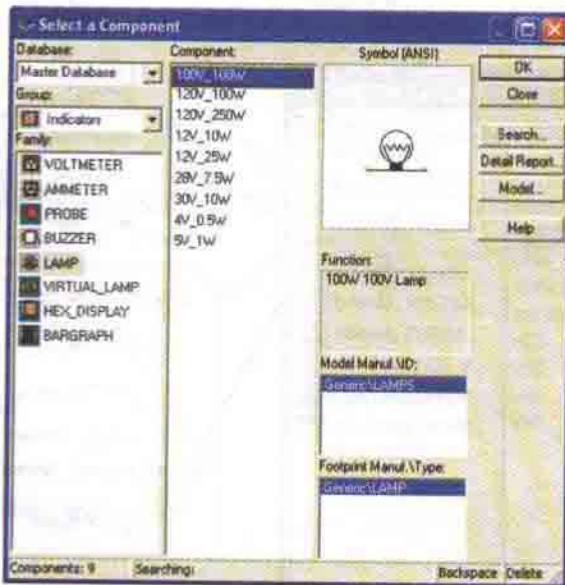 Select a Component
Database:
Master Database
Group:
Indicators
Family:
VOLTMETER
AMMETER
PROBE
BUZZER
LAMP
VIRTUAL_LAMP
HEX_DISPLAY
BARGRAPH
Component:
100V_100W
120V_100W
120V_250W
12V_10W
12V_25W
28V_7.5W
30V_10W
4V_0.5W
5V_1W
Symbol (ANSI)
Function:
100W 100V Lamp
Model Manuf.\ID:
Generic\LAMPS
Footprint Manuf.\Type:
Generic\LAMP
OK
Close
Search...
Detail Report...
Model...
Help
Components: 9
Searching:
Backspace
Delete